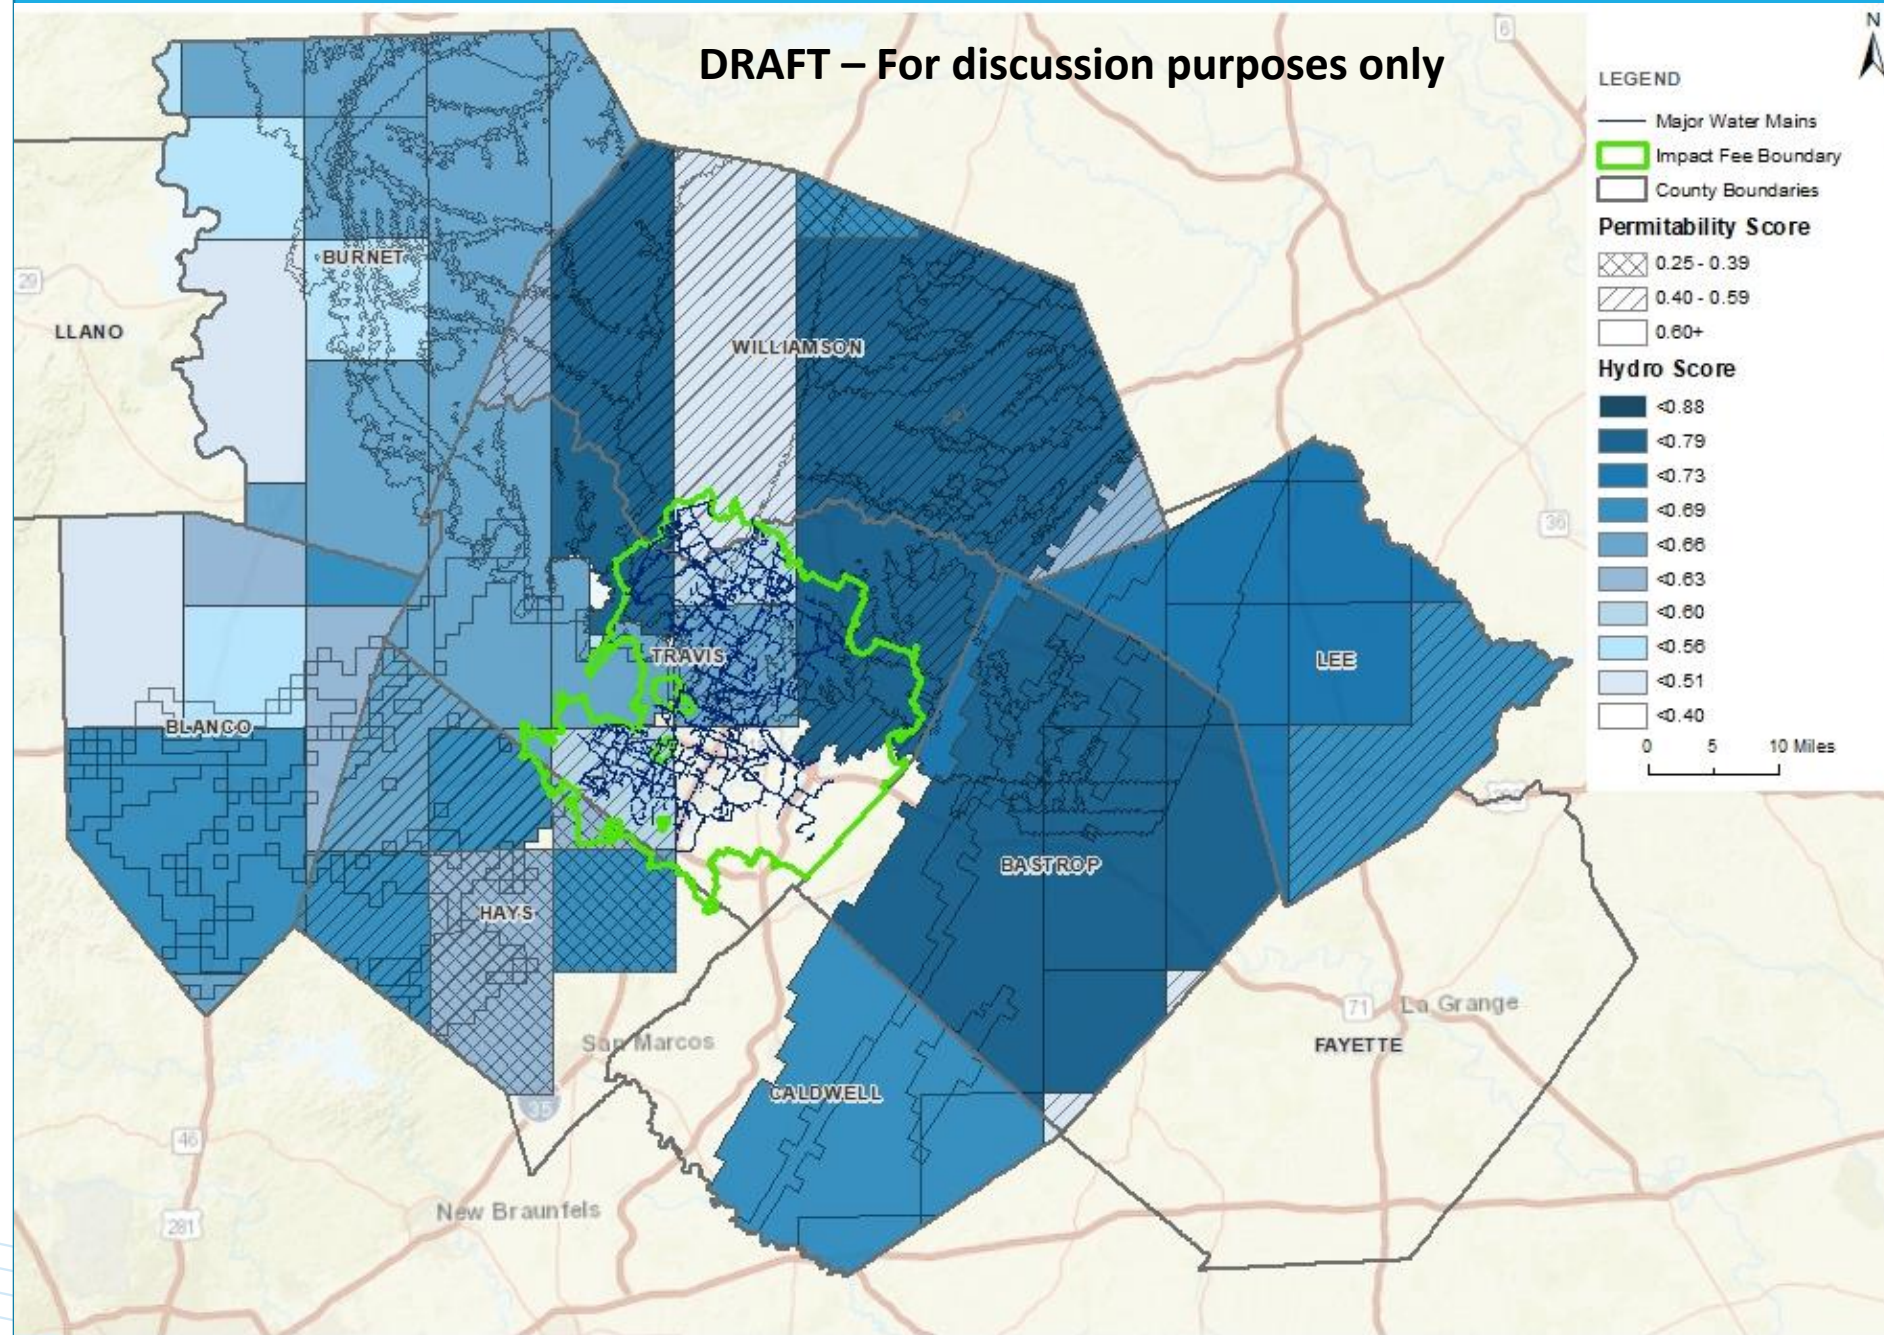 DRAFT – For discussion purposes only
N
LEGEND
Major Water Mains
Impact Fee Boundary
County Boundaries
Permitability Score
0.25 - 0.39
0.40 - 0.59
0.60+
Hydro Score
<0.88
<0.79
<0.73
<0.69
<0.66
<0.63
<0.60
<0.56
<0.51
<0.40
0 5 10 Miles
6
29
36
BURNET
LLANO
WILLIAMSON
TRAVIS
LEE
BLANCO
BASTROP
HAYS
71
La Grange
San Marcos
FAYETTE
CALDWELL
35
46
New Braunfels
281